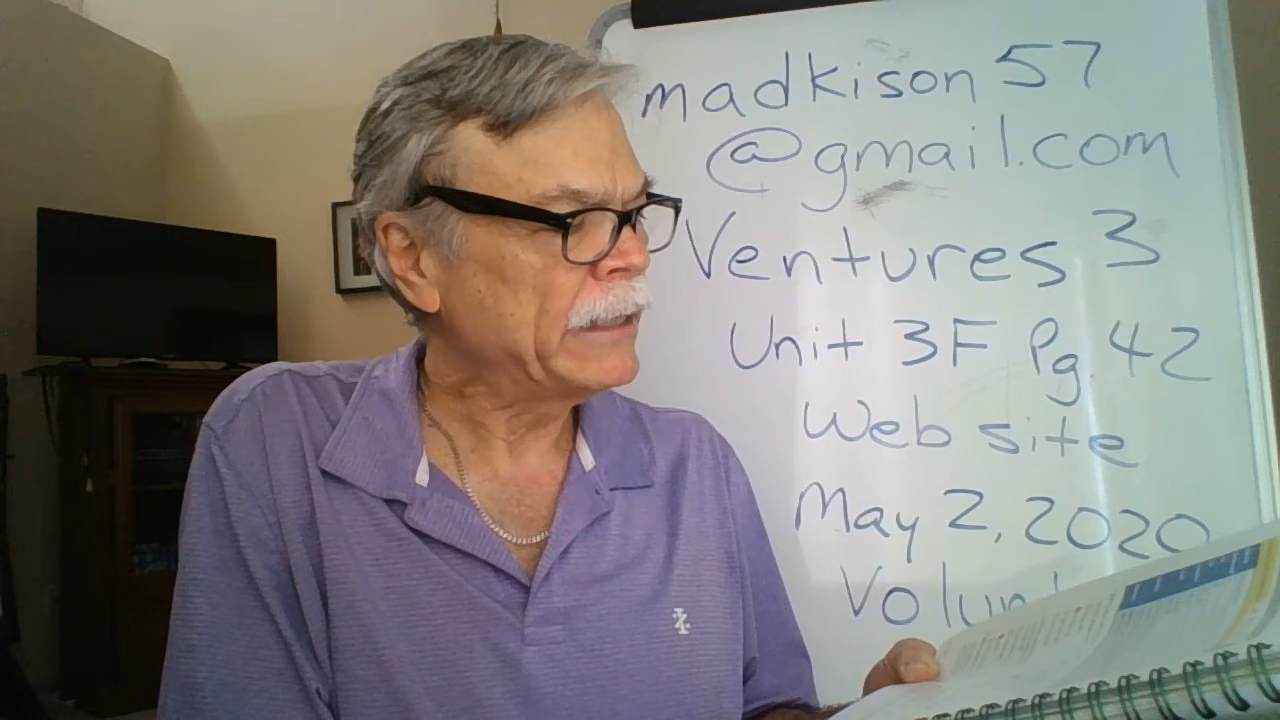 madkison57
@gmail.com
Ventures 3
Unit 3F Pg. 42
Web site
May 2, 2020